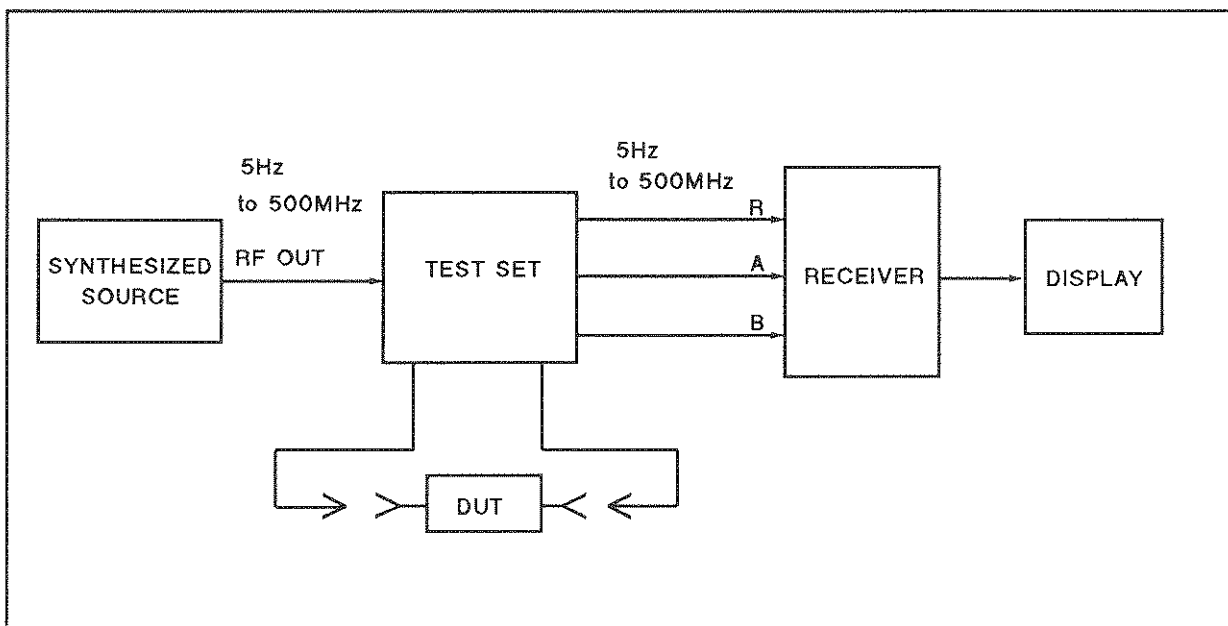 5Hz
to 500MHz
5Hz
to 500MHz
SYNTHESIZED
SOURCE
RF OUT
TEST SET
R
A
B
RECEIVER
DISPLAY
DUT